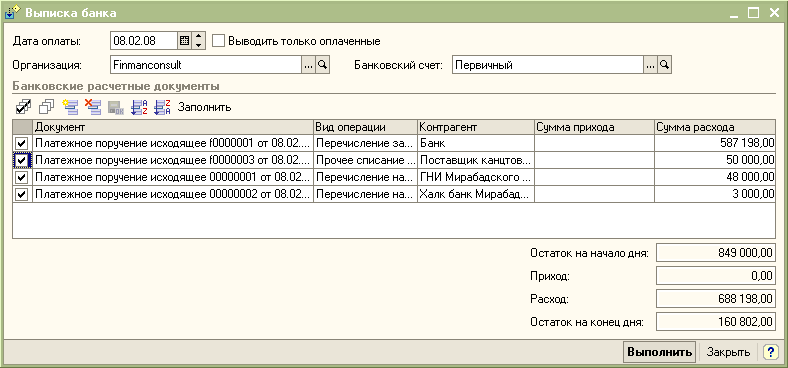 Выписка банка
Дата оплаты: 08.02.08 Выводить только оплаченные
Организация: Finmanconsult ... Банковский счет: Первичный ...
Банковские расчетные документы
Заполнить
Документ Вид операции Контрагент Сумма прихода Сумма расхода
Платежное поручение исходящее f0000001 от 08.02.... Перечисление за... Банк 587 198,00
Платежное поручение исходящее f0000003 от 08.02.... Прочее списание ... Поставщик канцтов... 50 000,00
Платежное поручение исходящее 00000001 от 08.02... Перечисление на... ГНИ Мирабадского ... 48 000,00
Платежное поручение исходящее 00000002 от 08.02... Перечисление на... Халк банк Мирабад... 3 000,00
Остаток на начало дня: 849 000,00
Приход: 0,00
Расход: 688 198,00
Остаток на конец дня: 160 802,00
Выполнить Закрыть ?